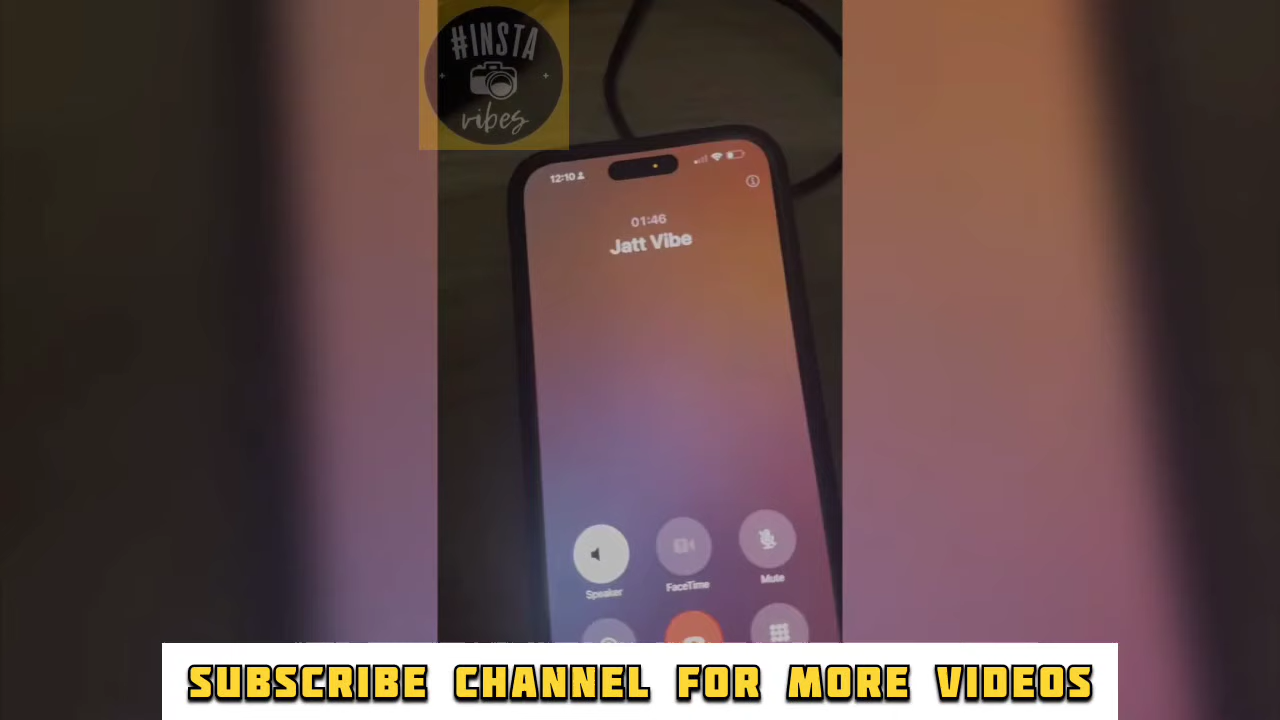 #INSTA
vibes
12:10
01:46
Jatt Vibe
Speaker
FaceTime
Mute
SUBSCRIBE CHANNEL FOR MORE VIDEOS